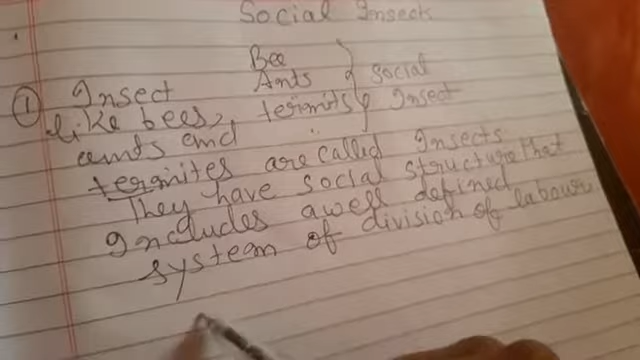 Social Insects
Bee
Ants } social
termits Insect
① Insect
like bees,
ants and
termites are called Insects
They have social structure that
Includes a well defined
system of division of labour